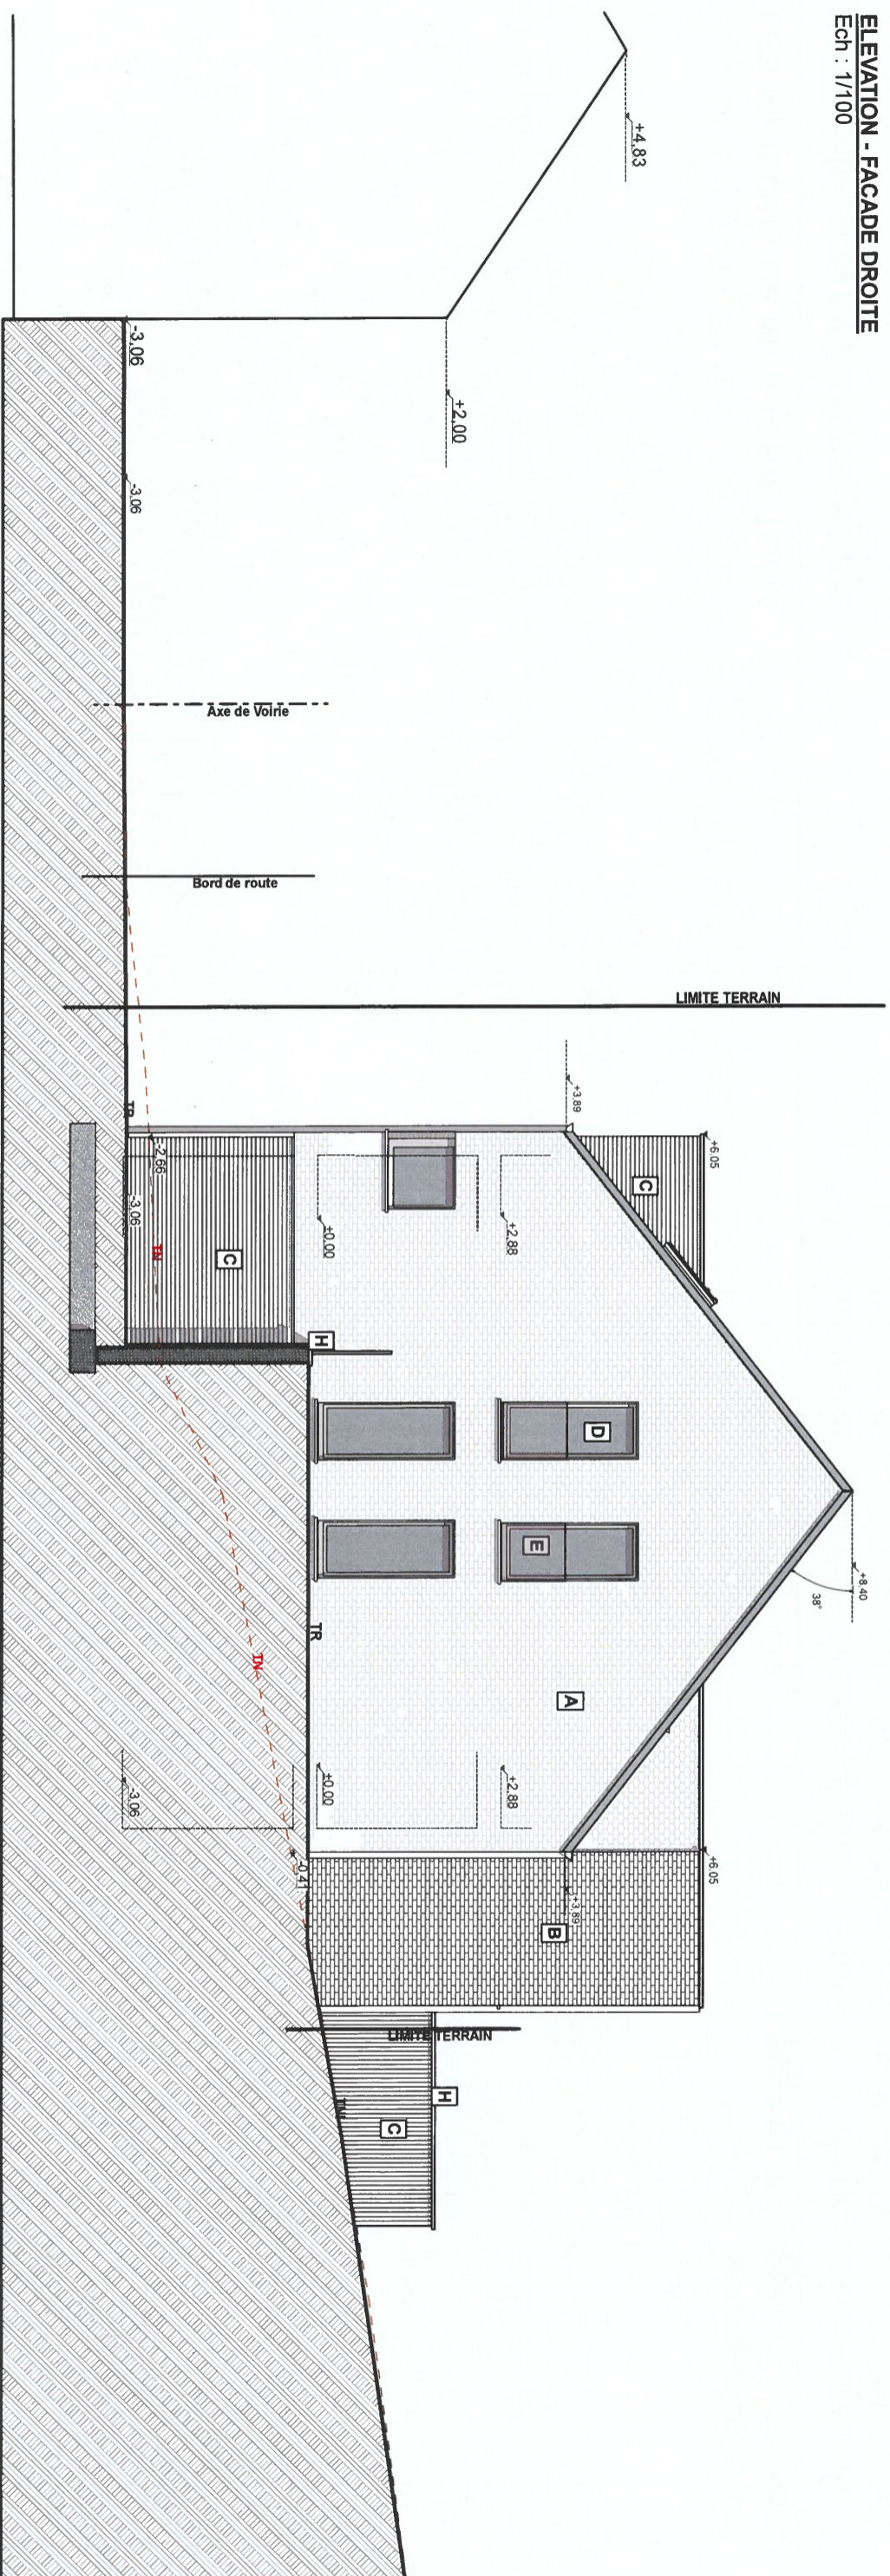 ELEVATION - FACADE DROITE
Ech : 1/100
+4,83
+2,00
-3,06
-3,06
Axe de Voirie
Bord de route
LIMITE TERRAIN
+3,89
+6,05
C
+2,88
±0,00
TR
-2,66
-3,06
TN
C
H
D
E
+8,40
38°
TR
TN
A
+2,88
±0,00
-3,06
-0,41
+6,05
+3,89
B
LIMITE TERRAIN
H
C